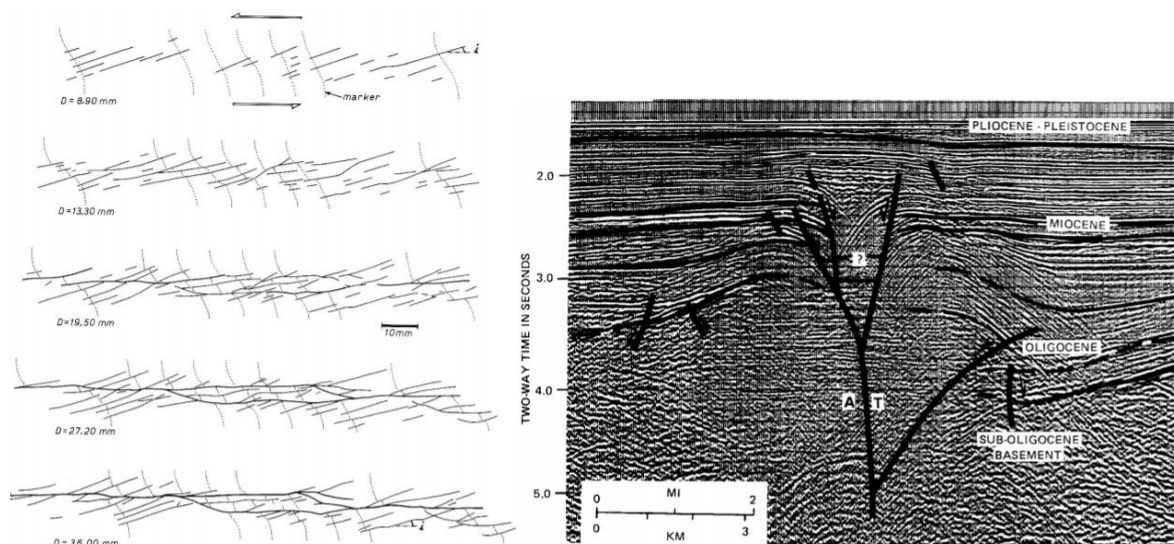 marker
D=8.90 mm
D=13.30 mm
D=19.50 mm
10mm
D=27.20 mm
D=36.00 mm
TWO-WAY TIME IN SECONDS
2.0
3.0
4.0
5.0
PLIOCENE - PLEISTOCENE
MIOCENE
?
OLIGOCENE
A T
SUB-OLIGOCENE
BASEMENT
0 MI 2
0 KM 3